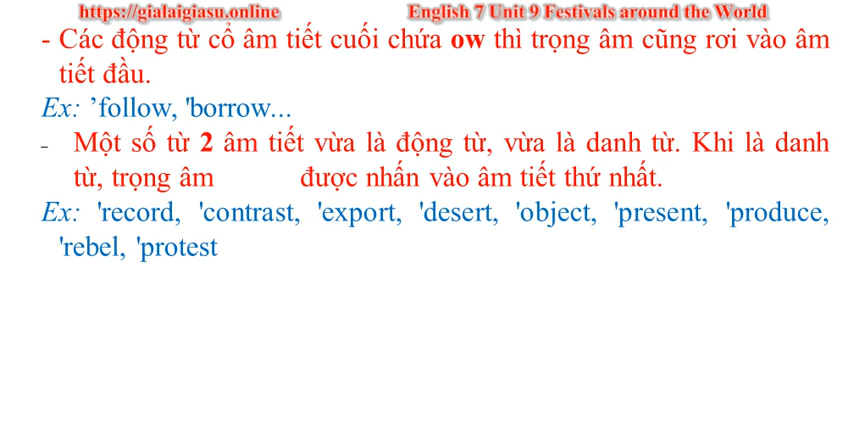 https://gialaigiasu.online English 7 Unit 9 Festivals around the World
- Các động từ cổ âm tiết cuối chứa ow thì trọng âm cũng rơi vào âm
tiết đầu.
Ex: ’follow, 'borrow...
- Một số từ 2 âm tiết vừa là động từ, vừa là danh từ. Khi là danh
từ, trọng âm được nhấn vào âm tiết thứ nhất.
Ex: 'record, 'contrast, 'export, 'desert, 'object, 'present, 'produce,
'rebel, 'protest